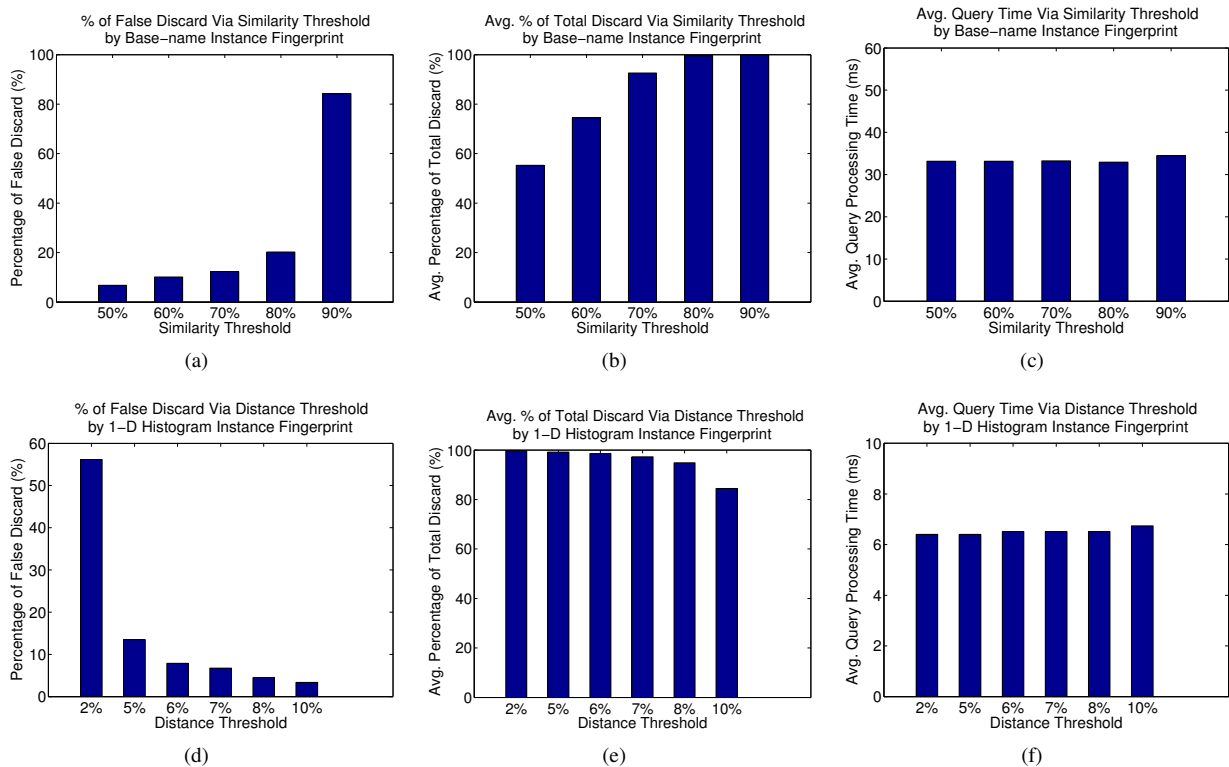 % of False Discard Via Similarity Threshold
by Base-name Instance Fingerprint
Percentage of False Discard (%)
100
80
60
40
20
0
50% 60% 70% 80% 90%
Similarity Threshold
(a)
Avg. % of Total Discard Via Similarity Threshold
by Base-name Instance Fingerprint
Avg. Percentage of Total Discard (%)
100
80
60
40
20
0
50% 60% 70% 80% 90%
Similarity Threshold
(b)
Avg. Query Time Via Similarity Threshold
by Base-name Instance Fingerprint
Avg. Query Processing Time (ms)
60
50
40
30
20
10
0
50% 60% 70% 80% 90%
Similarity Threshold
(c)
% of False Discard Via Distance Threshold
by 1-D Histogram Instance Fingerprint
Percentage of False Discard (%)
60
50
40
30
20
10
0
2% 5% 6% 7% 8% 10%
Distance Threshold
(d)
Avg. % of Total Discard Via Distance Threshold
by 1-D Histogram Instance Fingerprint
Avg. Percentage of Total Discard (%)
100
80
60
40
20
0
2% 5% 6% 7% 8% 10%
Distance Threshold
(e)
Avg. Query Time Via Distance Threshold
by 1-D Histogram Instance Fingerprint
Avg. Query Processing Time (ms)
10
8
6
4
2
0
2% 5% 6% 7% 8% 10%
Distance Threshold
(f)